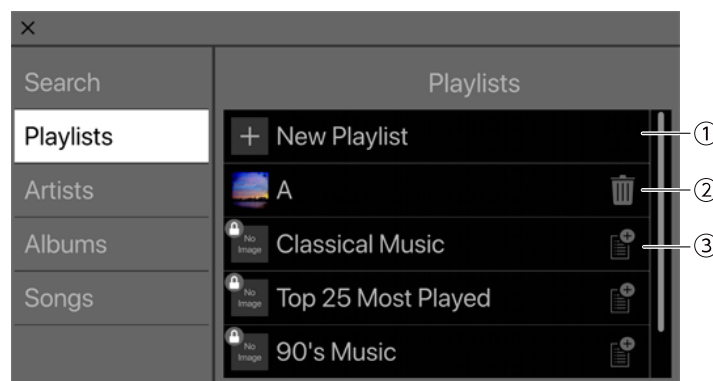 ×
Search
Playlists
Playlists
+ New Playlist
①
Artists
A
②
Albums
No
Image
Classical Music
③
Songs
No
Image
Top 25 Most Played
No
Image
90's Music